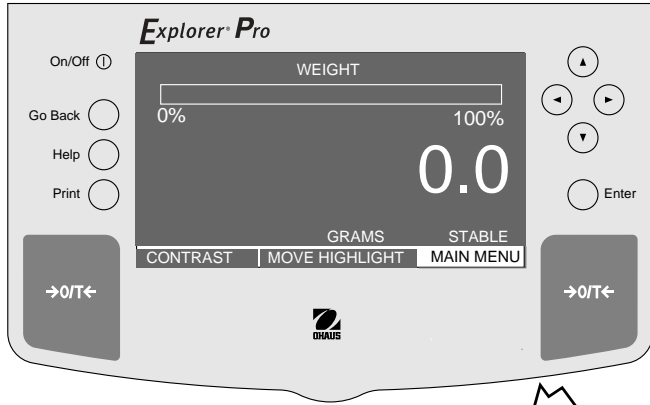 Explorer® Pro
On/Off
WEIGHT
Go Back
0% 100%
Help
0.0
Print
Enter
GRAMS STABLE
CONTRAST MOVE HIGHLIGHT MAIN MENU
→0/T←
→0/T←
OHAUS